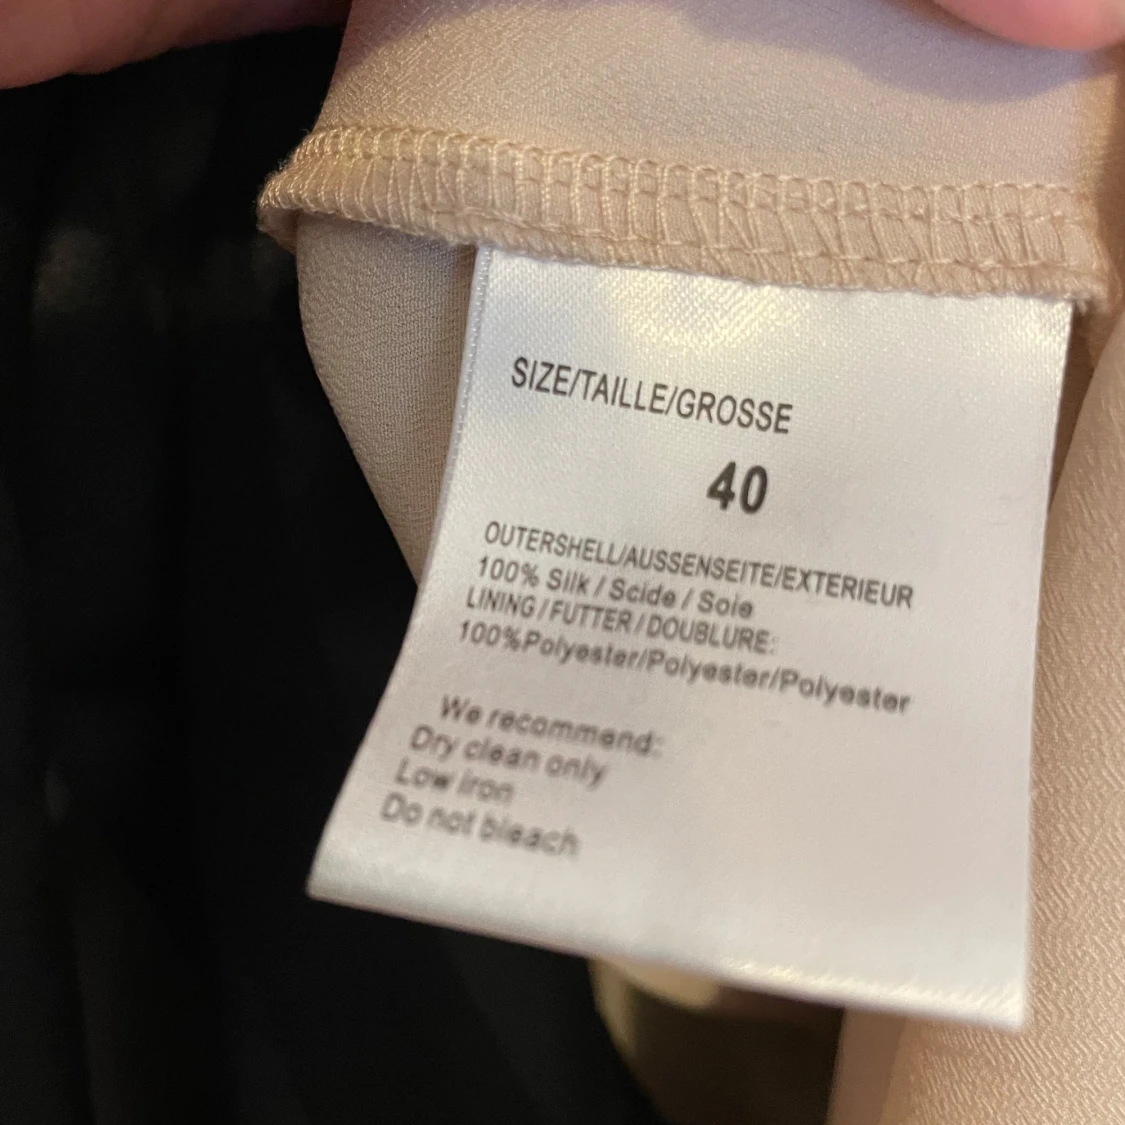 SIZE/TAILLE/GROSSE
40
OUTERSHELL/AUSSENSEITE/EXTERIEUR
100% Silk / Scide / Soie
LINING / FUTTER / DOUBLURE:
100%Polyester/Polyester/Polyester
We recommend:
Dry clean only
Low iron
Do not bleach